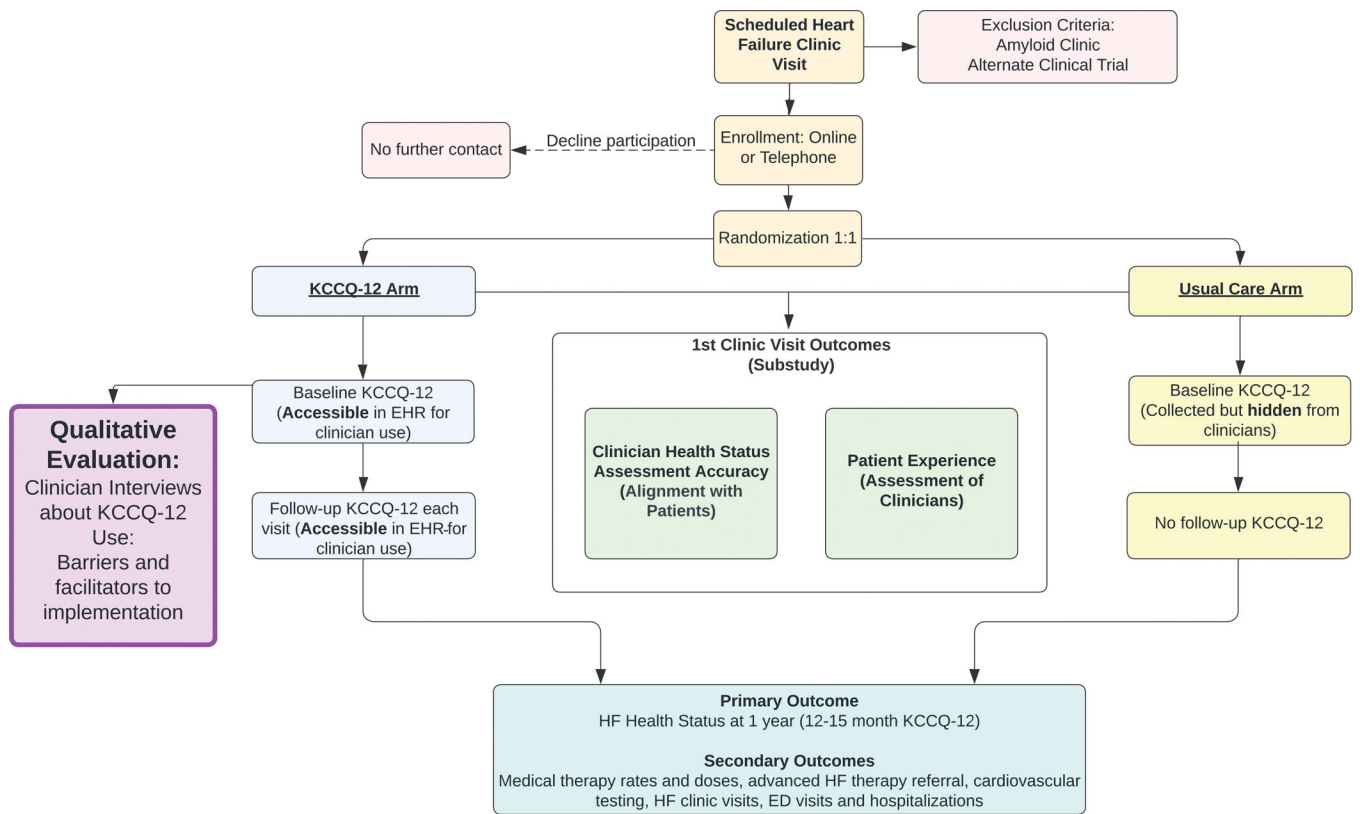 Scheduled Heart
Failure Clinic
Visit
Exclusion Criteria:
Amyloid Clinic
Alternate Clinical Trial
Enrollment: Online
or Telephone
Decline participation
No further contact
Randomization 1:1
KCCQ-12 Arm
Usual Care Arm
1st Clinic Visit Outcomes
(Substudy)
Baseline KCCQ-12
(Accessible in EHR for
clinician use)
Baseline KCCQ-12
(Collected but hidden from
clinicians)
Qualitative
Evaluation:
Clinician Interviews
about KCCQ-12
Use:
Barriers and
facilitators to
implementation
Clinician Health Status
Assessment Accuracy
(Alignment with
Patients)
Patient Experience
(Assessment of
Clinicians)
Follow-up KCCQ-12 each
visit (Accessible in EHR-for
clinician use)
No follow-up KCCQ-12
Primary Outcome
HF Health Status at 1 year (12-15 month KCCQ-12)
Secondary Outcomes
Medical therapy rates and doses, advanced HF therapy referral, cardiovascular
testing, HF clinic visits, ED visits and hospitalizations